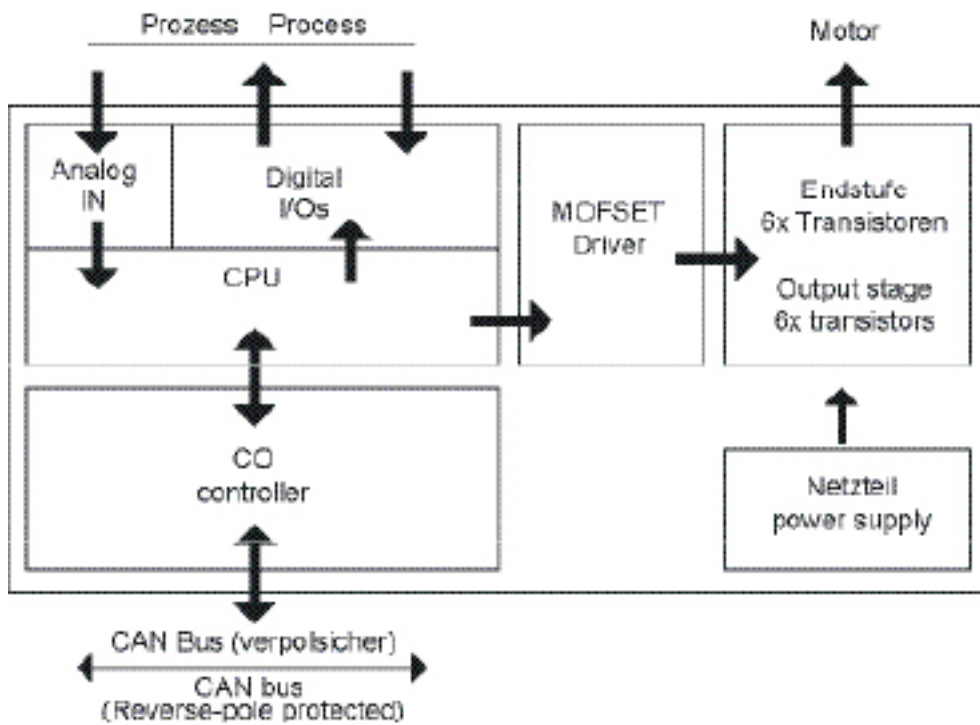 Prozess Process
Motor
Analog
IN
Digital
I/Os
CPU
MOFSET
Driver
Endstufe
6x Transistoren
Output stage
6x transistors
CO
controller
Netzteil
power supply
CAN Bus (verpolsicher)
CAN bus
(Reverse-pole protected)